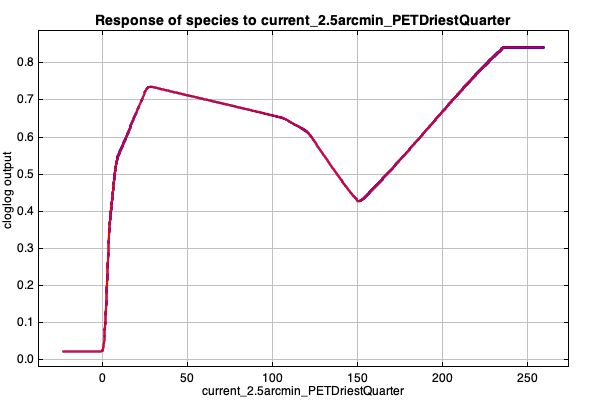 Response of species to current_2.5arcmin_PETDriestQuarter
cloglog output
0.8
0.7
0.6
0.5
0.4
0.3
0.2
0.1
0.0
0 50 100 150 200 250
current_2.5arcmin_PETDriestQuarter